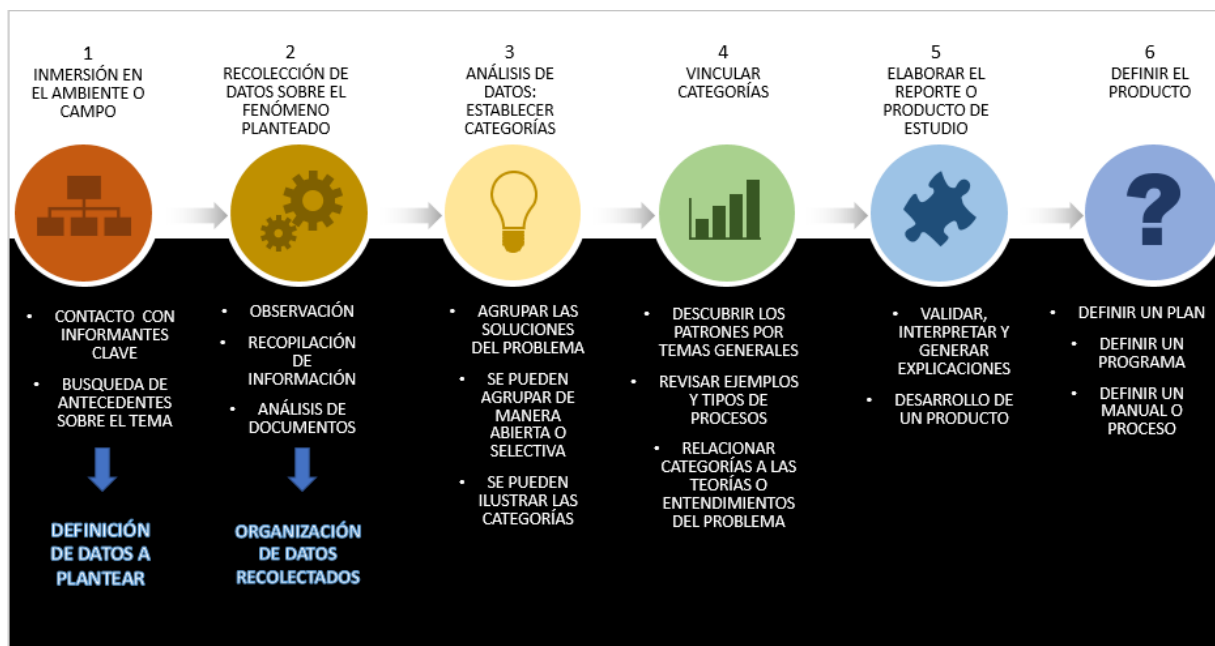 1
INMERSIÓN EN
EL AMBIENTE O
CAMPO
• CONTACTO CON
INFORMANTES
CLAVE
• BUSQUEDA DE
ANTECEDENTES
SOBRE EL TEMA
DEFINICIÓN
DE DATOS A
PLANTEAR
2
RECOLECCIÓN DE
DATOS SOBRE EL
FENÓMENO
PLANTEADO
• OBSERVACIÓN
• RECOPILACIÓN
DE
INFORMACIÓN
• ANÁLISIS DE
DOCUMENTOS
ORGANIZACIÓN
DE DATOS
RECOLECTADOS
3
ANÁLISIS DE
DATOS:
ESTABLECER
CATEGORÍAS
• AGRUPAR LAS
SOLUCIONES
DEL PROBLEMA
• SE PUEDEN
AGRUPAR DE
MANERA
ABIERTA O
SELECTIVA
• SE PUEDEN
ILUSTRAR LAS
CATEGORÍAS
4
VINCULAR
CATEGORÍAS
• DESCUBRIR LOS
PATRONES POR
TEMAS GENERALES
• REVISAR EJEMPLOS
Y TIPOS DE
PROCESOS
• RELACIONAR
CATEGORÍAS A LAS
TEORÍAS O
ENTENDIMIENTOS
DEL PROBLEMA
5
ELABORAR EL
REPORTE O
PRODUCTO DE
ESTUDIO
• VALIDAR,
INTERPRETAR Y
GENERAR
EXPLICACIONES
• DESARROLLO DE
UN PRODUCTO
6
DEFINIR EL
PRODUCTO
?
• DEFINIR UN PLAN
• DEFINIR UN
PROGRAMA
• DEFINIR UN
MANUAL O
PROCESO